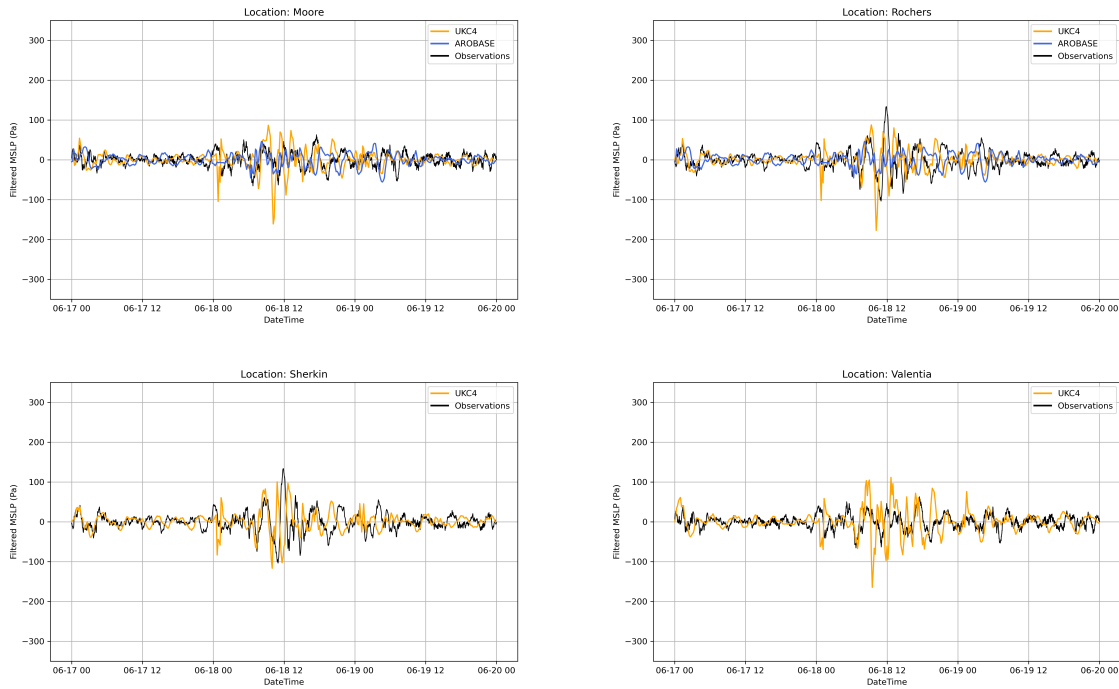 Location: Moore
300
200
100
0
−100
−200
−300
Filtered MSLP (Pa)
UKC4
AROBASE
Observations
06-17 00 06-17 12 06-18 00 06-18 12 06-19 00 06-19 12 06-20 00
DateTime
Location: Rochers
300
200
100
0
−100
−200
−300
Filtered MSLP (Pa)
UKC4
AROBASE
Observations
06-17 00 06-17 12 06-18 00 06-18 12 06-19 00 06-19 12 06-20 00
DateTime
Location: Sherkin
300
200
100
0
−100
−200
−300
Filtered MSLP (Pa)
UKC4
Observations
06-17 00 06-17 12 06-18 00 06-18 12 06-19 00 06-19 12 06-20 00
DateTime
Location: Valentia
300
200
100
0
−100
−200
−300
Filtered MSLP (Pa)
UKC4
Observations
06-17 00 06-17 12 06-18 00 06-18 12 06-19 00 06-19 12 06-20 00
DateTime